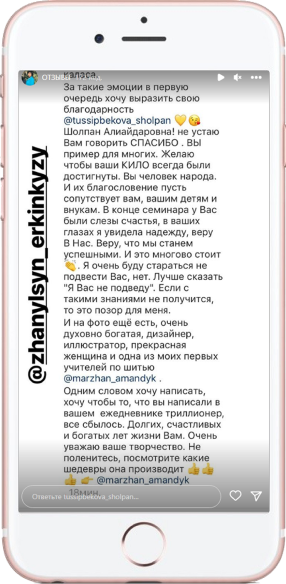 ОТЗЫВЫ
каласа.
За такие эмоции в первую
очередь хочу выразить свою
благодарность
@tussipbekova_sholpan 💛😘
Шолпан Алиайдаровна! не устаю
Вам говорить СПАСИБО . ВЫ
пример для многих. Желаю
чтобы ваши КИЛО всегда были
достигнуты. Вы человек народа.
И их благословение пусть
сопутствует вам, вашим детям и
внукам. В конце семинара у Вас
были слезы счастья, в ваших
глазах я увидела надежду, веру
В Нас. Веру, что мы станем
успешными. И это многово стоит
👏. Я очень буду стараться не
подвести Вас, нет. Лучше сказать
"Я Вас не подведу". Если с
такими знаниями не получится,
то это позор для меня.
И на фото ещё есть, очень
духовно богатая, дизайнер,
иллюстратор, прекрасная
женщина и одна из моих первых
учителей по шитью
@marzhan_amandyk .
Одним словом хочу написать,
хочу чтобы то, что вы написали в
вашем ежедневнике триллионер,
все сбылось. Долгих, счастливых
и богатых лет жизни Вам. Очень
уважаю ваше творчество. Не
поленитесь, посмотрите какие
шедевры она производит 👍👍
👍 👉 @marzhan_amandyk
18мин.
Ответьте tussipbekova_sholpan...
@zhanylsyn_erkinkyzy